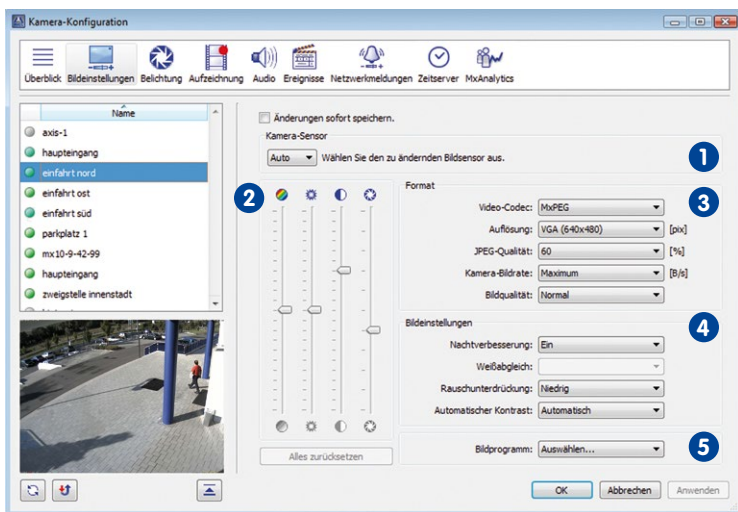 Kamera-Konfiguration
Überblick Bildeinstellungen Belichtung Aufzeichnung Audio Ereignisse Netzwerkmeldungen Zeitserver MxAnalytics
Name
axis-1
haupteingang
einfahrt nord
einfahrt ost
einfahrt süd
parkplatz 1
mx10-9-42-99
haupteingang
zweigstelle innenstadt
Änderungen sofort speichern.
Kamera-Sensor
Auto Wählen Sie den zu ändernden Bildsensor aus.
1
2
Alles zurücksetzen
Format
3
Video-Codec: MxPEG
Auflösung: VGA (640x480) [pix]
JPEG-Qualität: 60 [%]
Kamera-Bildrate: Maximum [B/s]
Bildqualität: Normal
Bildeinstellungen
4
Nachtverbesserung: Ein
Weißabgleich:
Rauschunterdrückung: Niedrig
Automatischer Kontrast: Automatisch
Bildprogramm: Auswählen...
5
OK Abbrechen Anwenden